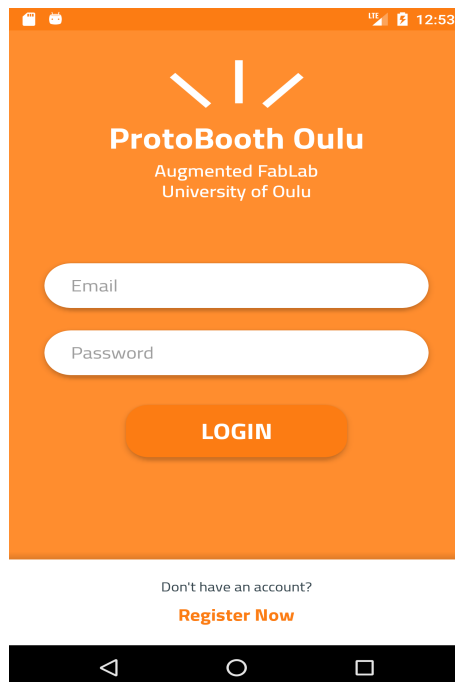 LTE 12:53
ProtoBooth Oulu
Augmented FabLab
University of Oulu
Email
Password
LOGIN
Don't have an account?
Register Now